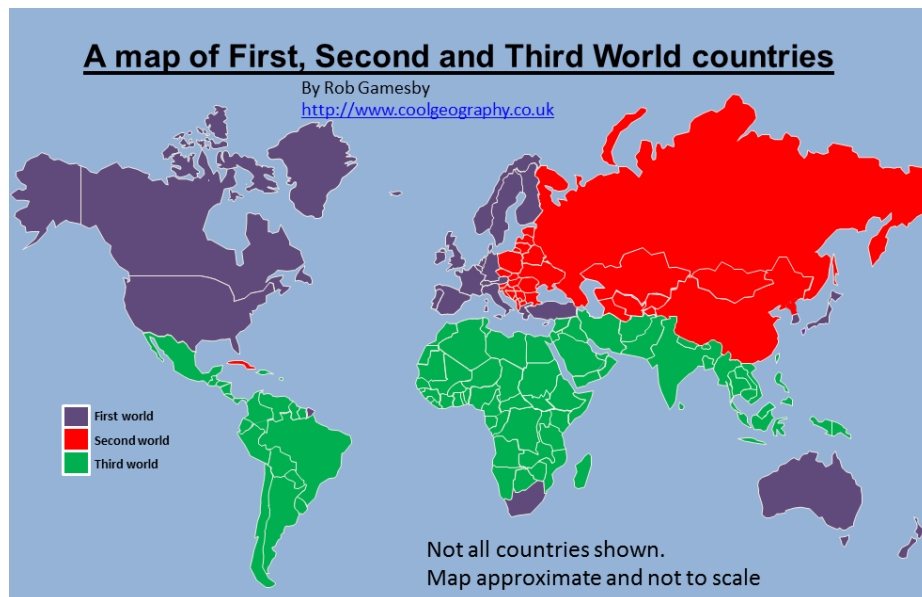 A map of First, Second and Third World countries
By Rob Gamesby
http://www.coolgeography.co.uk
First world
Second world
Third world
Not all countries shown.
Map approximate and not to scale